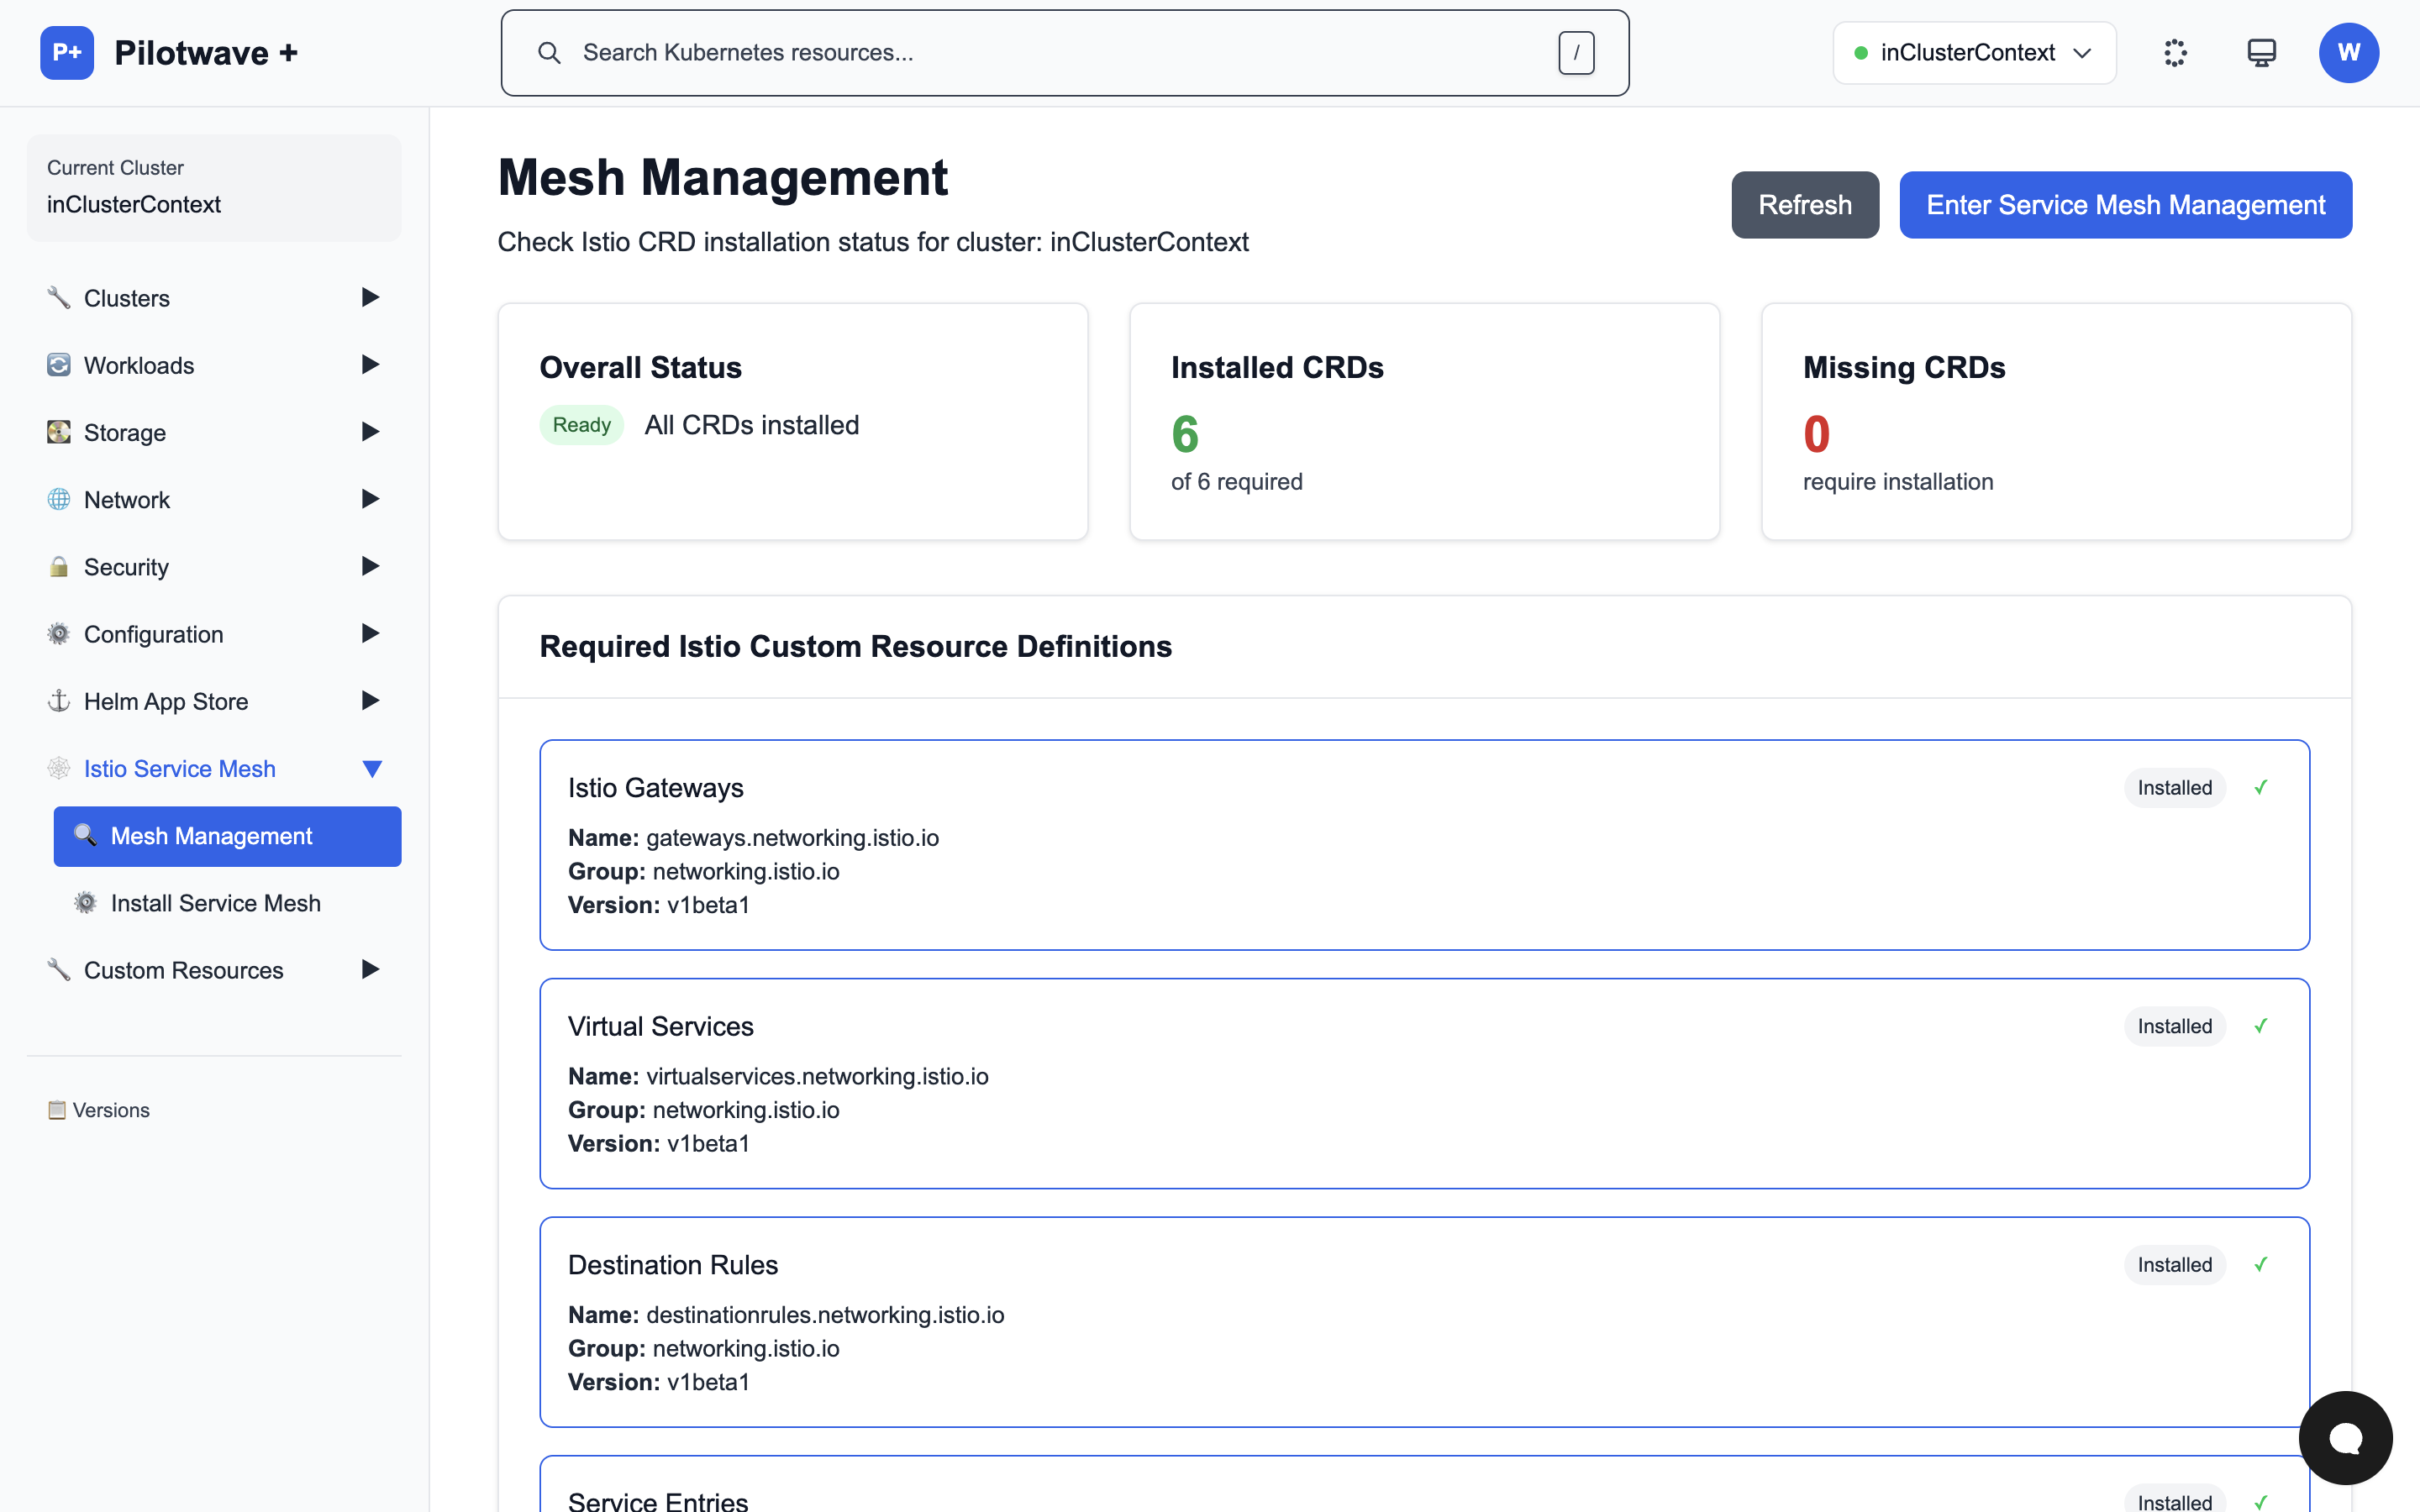 P+ Pilotwave +
Search Kubernetes resources...
/
inClusterContext
W
Current Cluster
inClusterContext
Clusters
Workloads
Storage
Network
Security
Configuration
Helm App Store
Istio Service Mesh
Mesh Management
Install Service Mesh
Custom Resources
Versions
Mesh Management
Check Istio CRD installation status for cluster: inClusterContext
Refresh
Enter Service Mesh Management
Overall Status
Ready All CRDs installed
Installed CRDs
6
of 6 required
Missing CRDs
0
require installation
Required Istio Custom Resource Definitions
Istio Gateways
Installed ✓
Name: gateways.networking.istio.io
Group: networking.istio.io
Version: v1beta1
Virtual Services
Installed ✓
Name: virtualservices.networking.istio.io
Group: networking.istio.io
Version: v1beta1
Destination Rules
Installed ✓
Name: destinationrules.networking.istio.io
Group: networking.istio.io
Version: v1beta1
Service Entries
Installed ✓